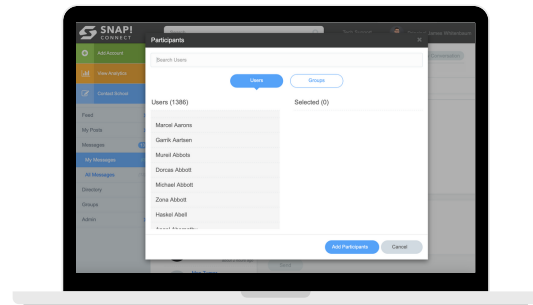 SNAP!
CONNECT
Participants
×
Search Users
Users
Groups
Users (1386)
Selected (0)
Marcel Aarons
Garrik Aartsen
Mureil Abbots
Dorcas Abbott
Michael Abbott
Zona Abbott
Haskel Abell
Add Participants
Cancel
Add Account
View Analytics
Contact School
Feed
My Posts
Messages
My Messages
All Messages
Directory
Groups
Admin